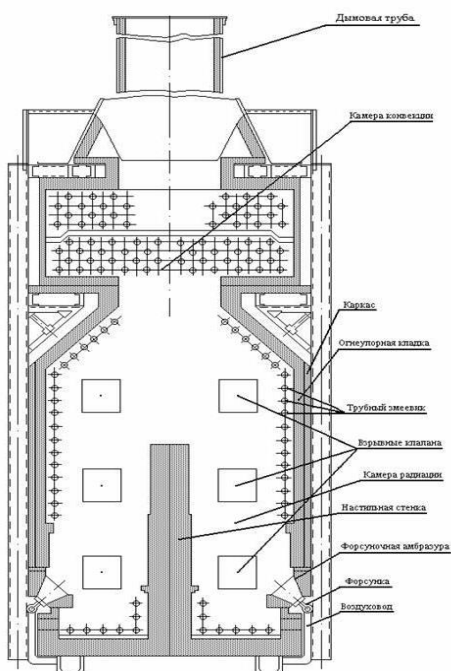 Дымовая труба
Камера конвекции
Каркас
Огнеупорная кладка
Трубный змеевик
Взрывные клапана
Камера радиации
Настильная стенка
Форсуночная амбразура
Форсунка
Воздуховод